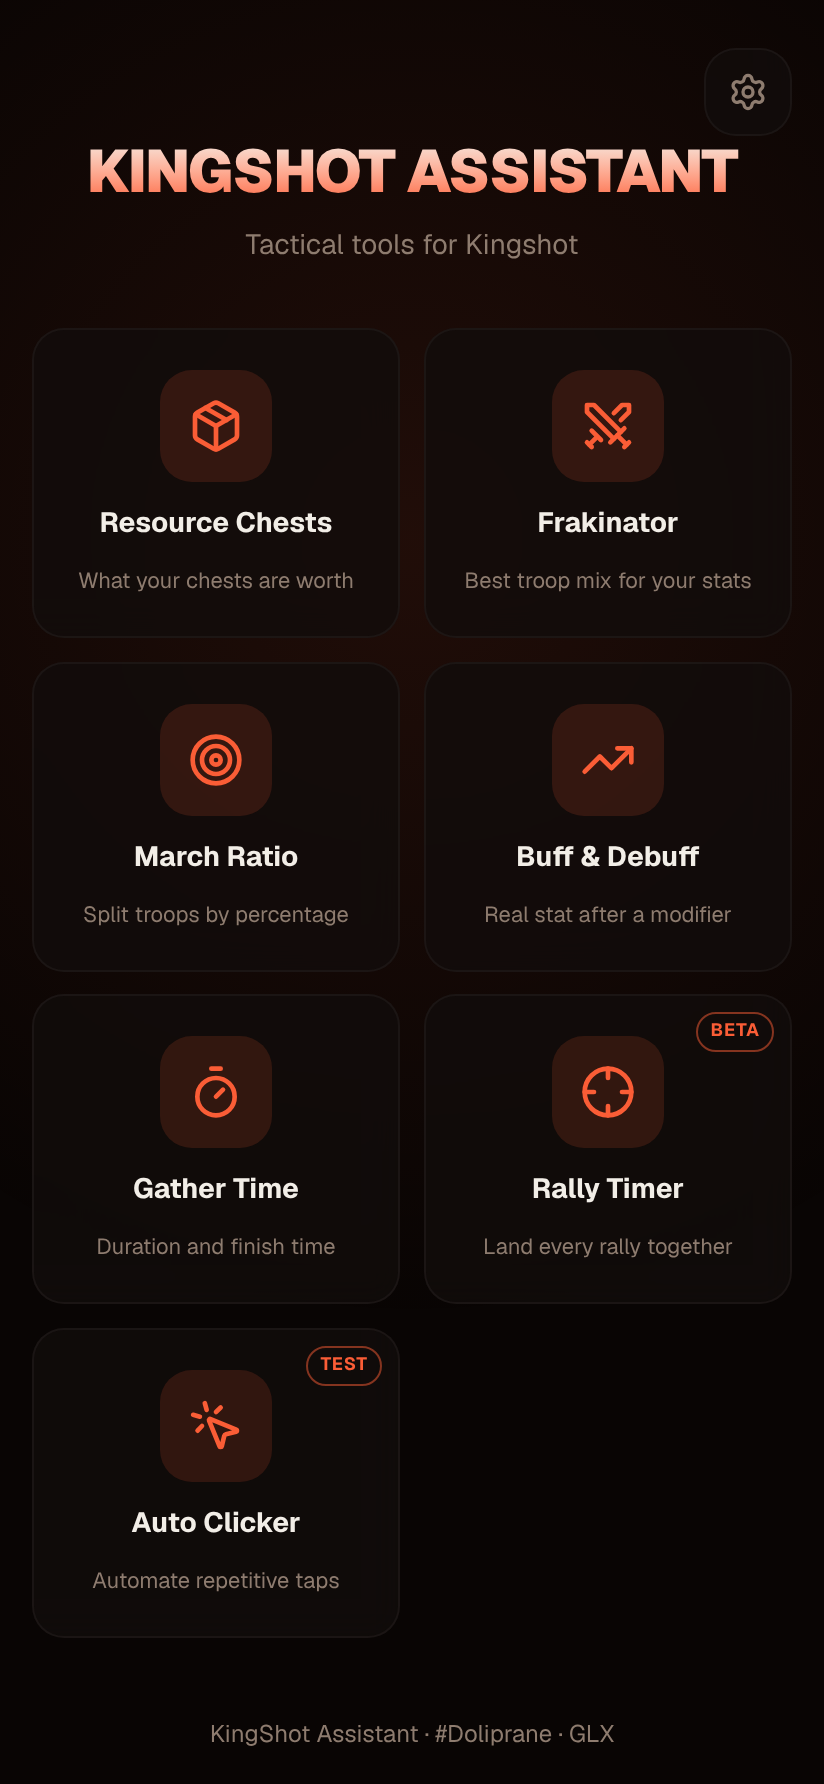 KINGSHOT ASSISTANT
Tactical tools for Kingshot
Resource Chests
What your chests are worth
Frakinator
Best troop mix for your stats
March Ratio
Split troops by percentage
Buff & Debuff
Real stat after a modifier
Gather Time
Duration and finish time
BETA
Rally Timer
Land every rally together
TEST
Auto Clicker
Automate repetitive taps
KingShot Assistant · #Doliprane · GLX